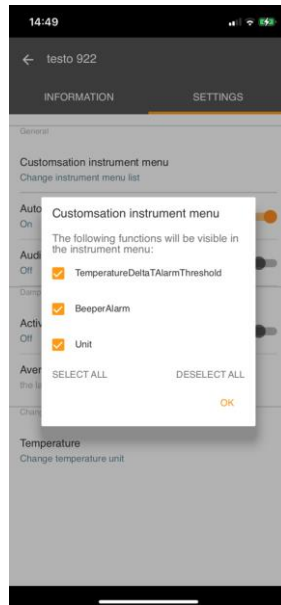 14:49
testo 922
INFORMATION SETTINGS
General
Customsation instrument menu
Change instrument menu list
Auto
On
Customsation instrument menu
The following functions will be visible in
the instrument menu:
Audi
Off
TemperatureDeltaTAlarmThreshold
Damp
BeeperAlarm
Activ
Off
Unit
Aver
the la
SELECT ALL DESELECT ALL
OK
Chang
Temperature
Change temperature unit